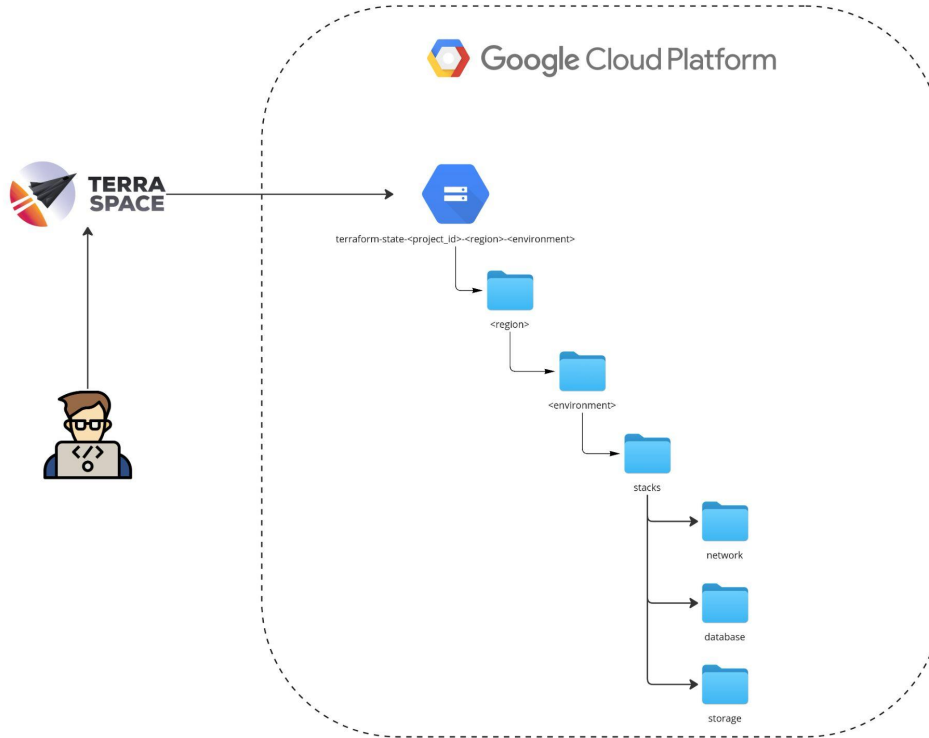 Google Cloud Platform
TERRA
SPACE
terraform-state-<project_id>-<region>-<environment>
<region>
<environment>
</>
stacks
network
database
storage